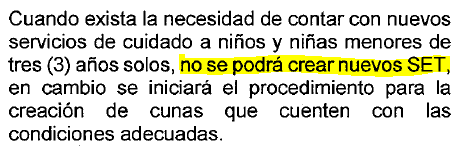 Cuando exista la necesidad de contar con nuevos
servicios de cuidado a niños y niñas menores de
tres (3) años solos, no se podrá crear nuevos SET,
en cambio se iniciará el procedimiento para la
creación de cunas que cuenten con las
condiciones adecuadas.